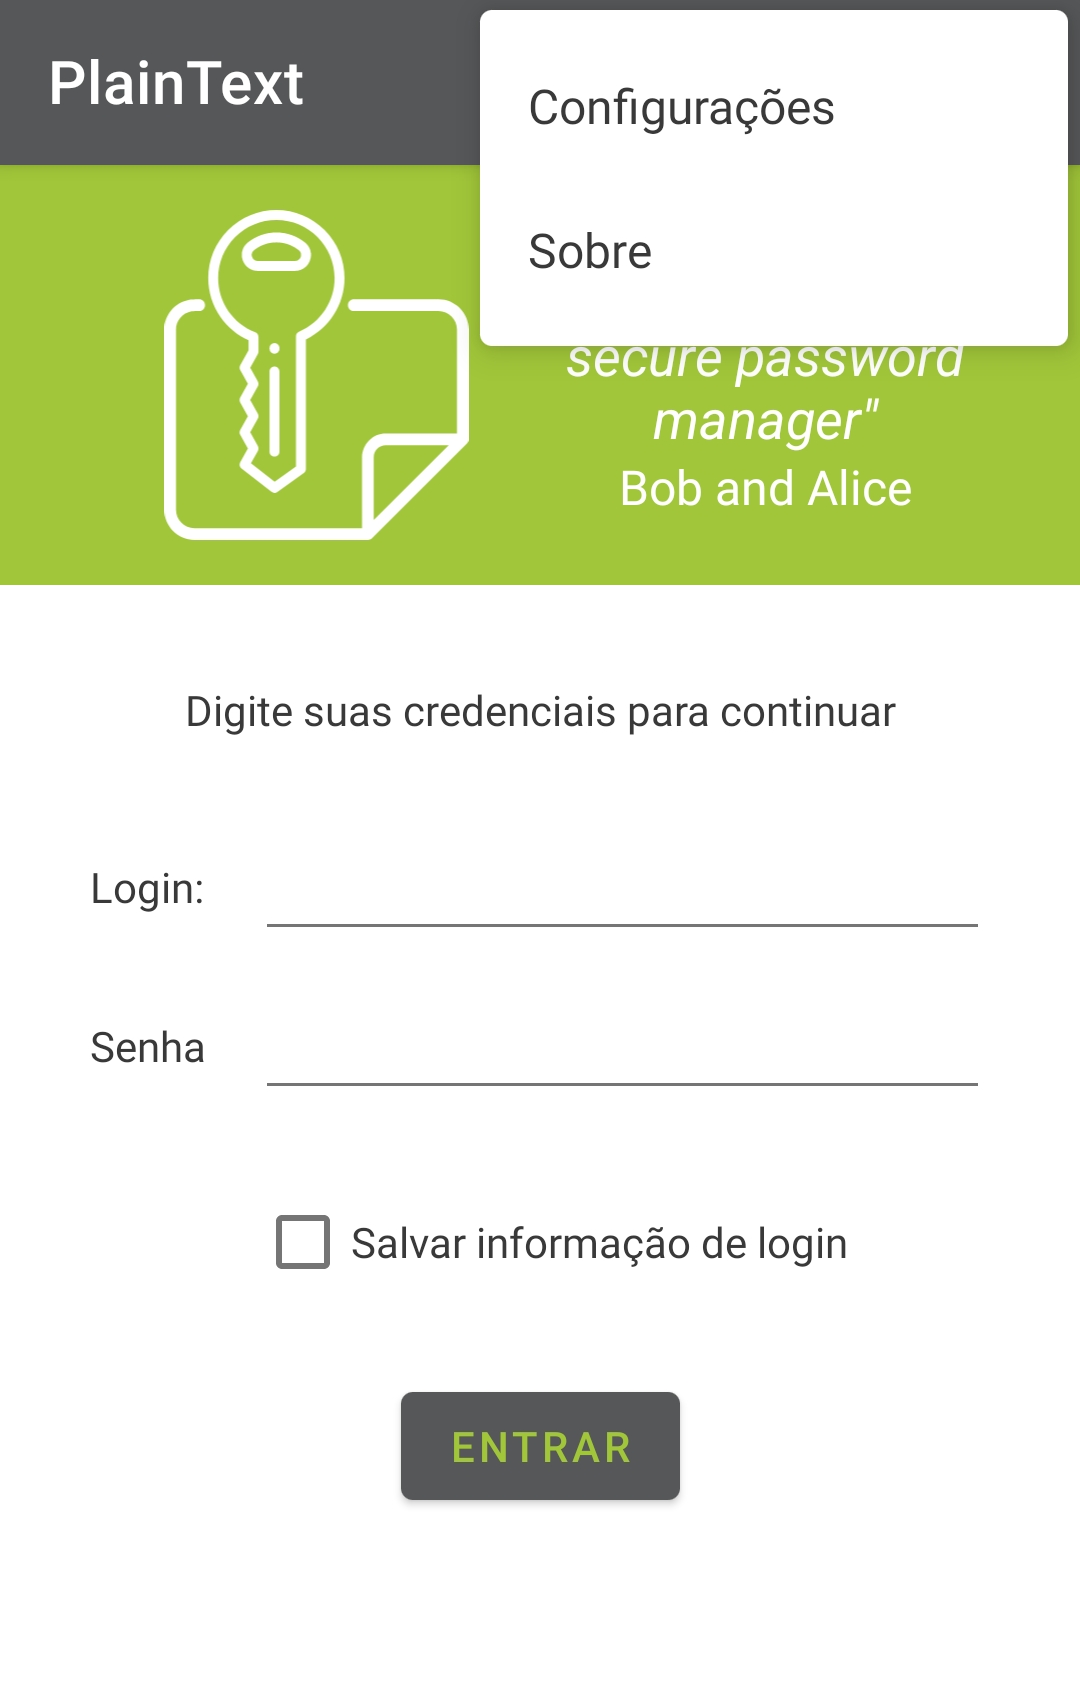 PlainText
Configurações
Sobre
secure password
manager"
Bob and Alice
Digite suas credenciais para continuar
Login:
Senha
Salvar informação de login
ENTRAR